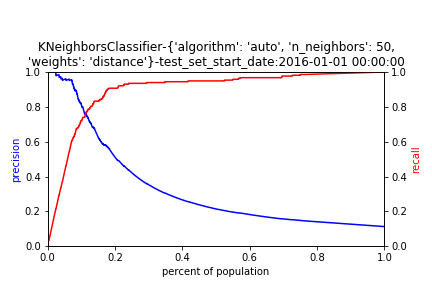 KNeighborsClassifier-{'algorithm': 'auto', 'n_neighbors': 50,
'weights': 'distance'}-test_set_start_date:2016-01-01 00:00:00
1.0
0.8
0.6
0.4
0.2
0.0
precision
1.0
0.8
0.6
0.4
0.2
0.0
recall
0.0 0.2 0.4 0.6 0.8 1.0
percent of population